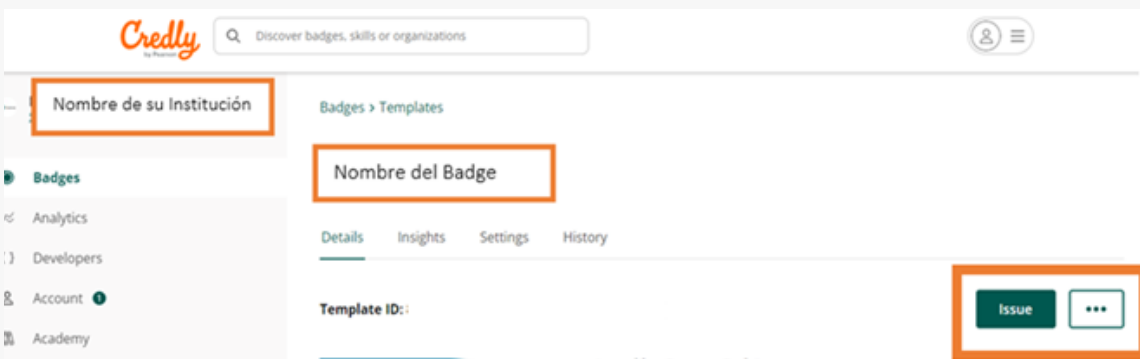 Credly
by Pearson
Discover badges, skills or organizations
Nombre de su Institución
Badges > Templates
Nombre del Badge
Badges
Analytics
Details Insights Settings History
Developers
Account 1
Template ID:
Issue
Academy